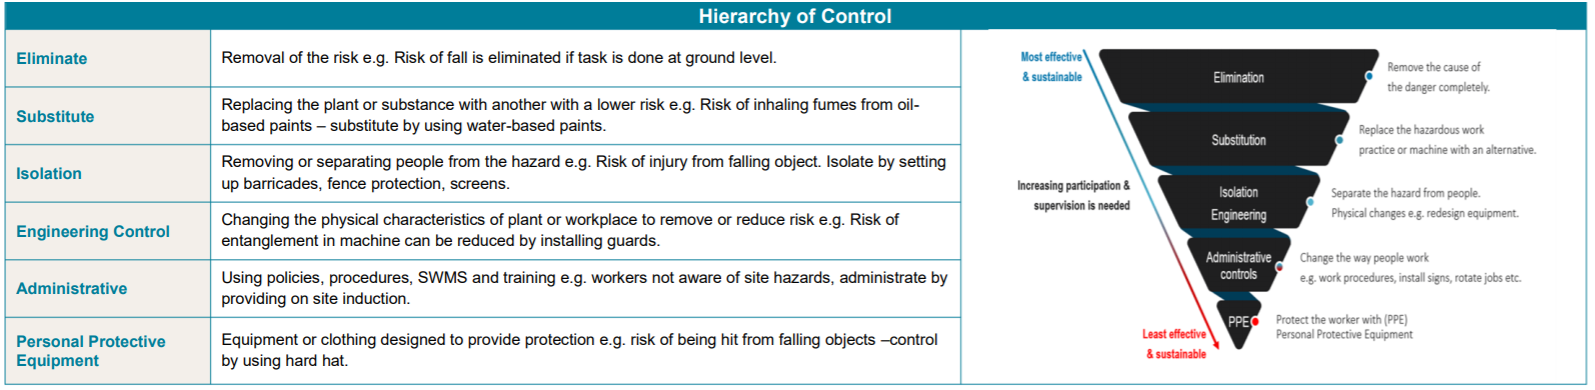 Hierarchy of Control
Eliminate
Removal of the risk e.g. Risk of fall is eliminated if task is done at ground level.
Substitute
Replacing the plant or substance with another with a lower risk e.g. Risk of inhaling fumes from oil-
based paints – substitute by using water-based paints.
Isolation
Removing or separating people from the hazard e.g. Risk of injury from falling object. Isolate by setting
up barricades, fence protection, screens.
Engineering Control
Changing the physical characteristics of plant or workplace to remove or reduce risk e.g. Risk of
entanglement in machine can be reduced by installing guards.
Administrative
Using policies, procedures, SWMS and training e.g. workers not aware of site hazards, administrate by
providing on site induction.
Personal Protective
Equipment
Equipment or clothing designed to provide protection e.g. risk of being hit from falling objects –control
by using hard hat.
Most effective
& sustainable
Increasing participation &
supervision is needed
Least effective
& sustainable
Elimination
Remove the cause of
the danger completely.
Substitution
Replace the hazardous work
practice or machine with an alternative.
Isolation
Engineering
Separate the hazard from people.
Physical changes e.g. redesign equipment.
Administrative
controls
Change the way people work
e.g. work procedures, install signs, rotate jobs etc.
PPE
Protect the worker with (PPE)
Personal Protective Equipment